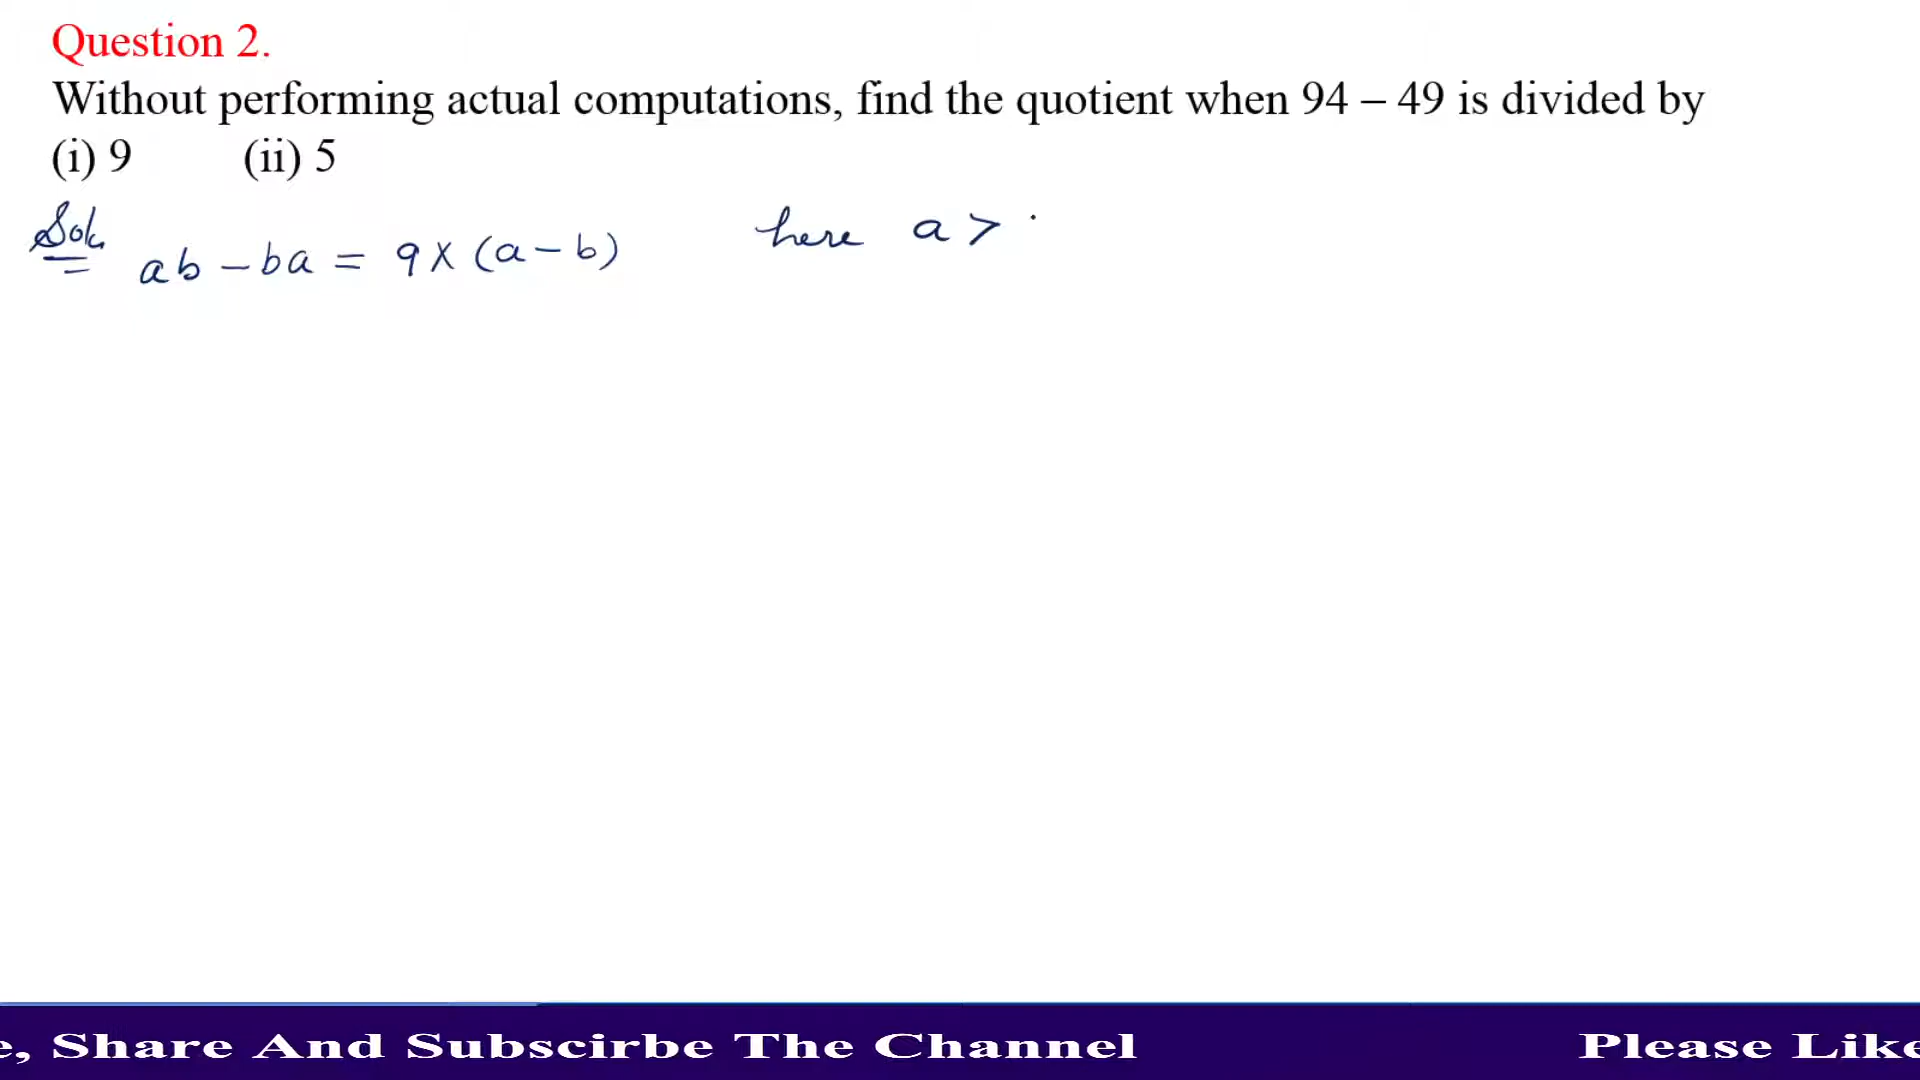 Question 2.
Without performing actual computations, find the quotient when 94 – 49 is divided by
(i) 9 (ii) 5
Sol.
ab - ba = 9 × (a - b) here a >
e, Share And Subscirbe The Channel Please Like